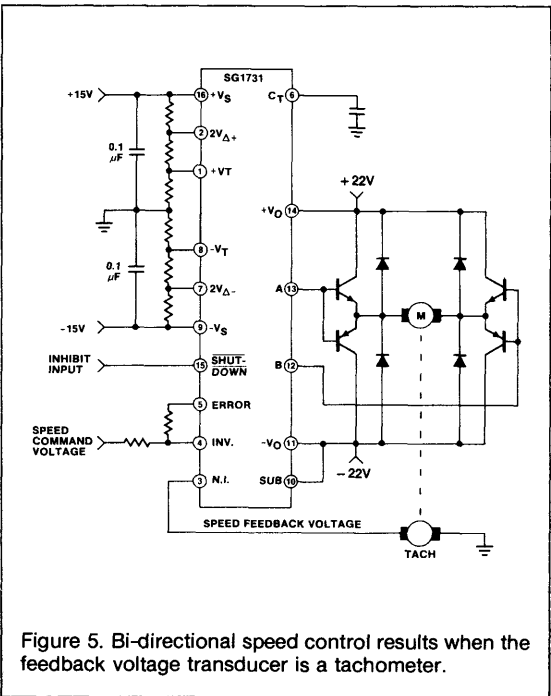 SG1731
+15V
16 +VS
CT 6
2 2VΔ+
0.1 μF
1 +VT
+22V
+VO 14
8 -VT
0.1 μF
A 13
7 2VΔ-
M
-15V
9 -VS
INHIBIT INPUT
15 SHUT-DOWN
B 12
5 ERROR
SPEED COMMAND VOLTAGE
4 INV.
-VO 11
-22V
3 N.I.
SUB 10
SPEED FEEDBACK VOLTAGE
TACH
Figure 5. Bi-directional speed control results when the
feedback voltage transducer is a tachometer.